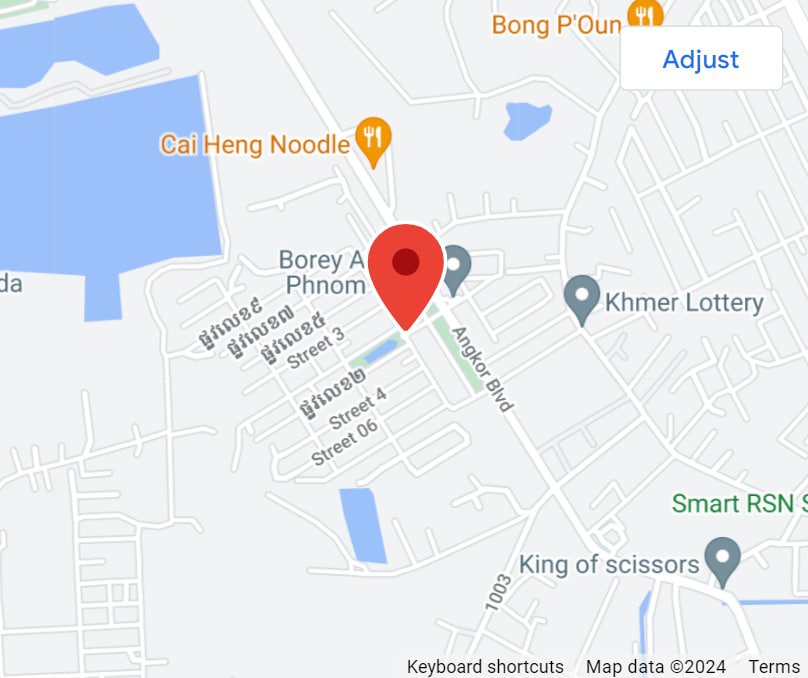 Bong P'Oun
Adjust
Cai Heng Noodle
Borey A
Phnom
da
Khmer Lottery
ផ្លូវលេខ៩
ផ្លូវលេខ៧
ផ្លូវលេខ៥
Street 3
Angkor Blvd
ផ្លូវលេខ២
Street 4
Street 06
Smart RSN S
King of scissors
1003
Keyboard shortcuts Map data ©2024 Terms